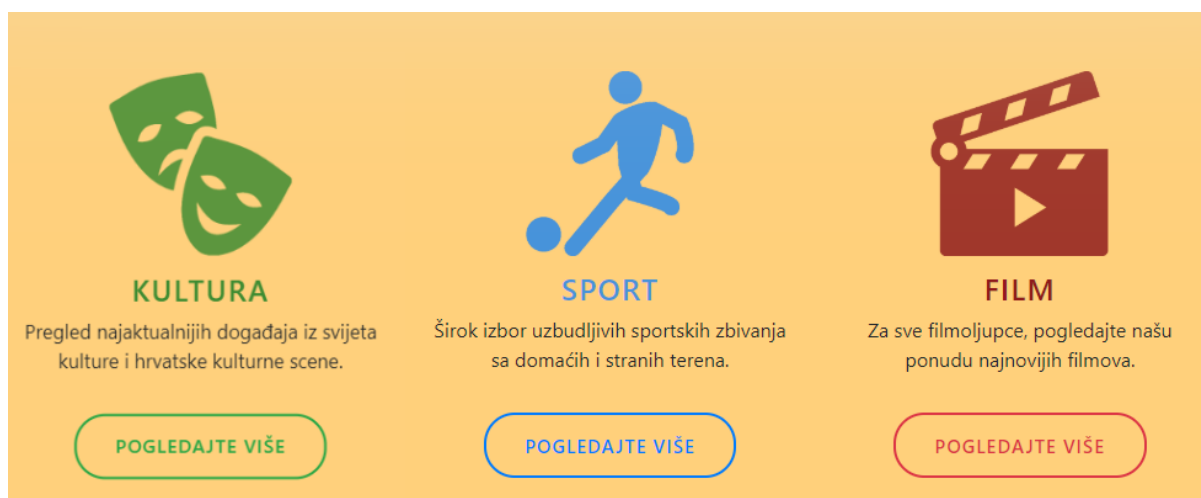 KULTURA
Pregled najaktualnijih događaja iz svijeta
kulture i hrvatske kulturne scene.
POGLEDAJTE VIŠE
SPORT
Širok izbor uzbudljivih sportskih zbivanja
sa domaćih i stranih terena.
POGLEDAJTE VIŠE
FILM
Za sve filmoljupce, pogledajte našu
ponudu najnovijih filmova.
POGLEDAJTE VIŠE